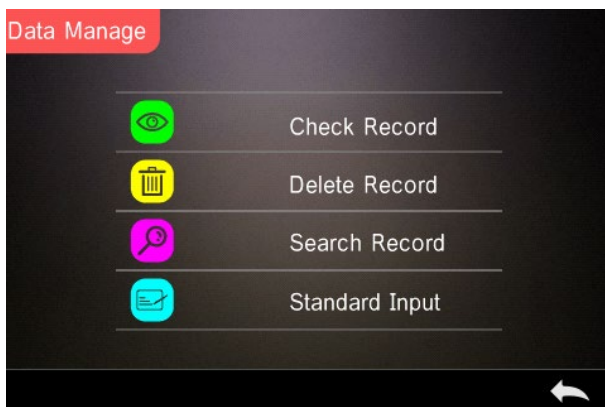 Data Manage
Check Record
Delete Record
Search Record
Standard Input